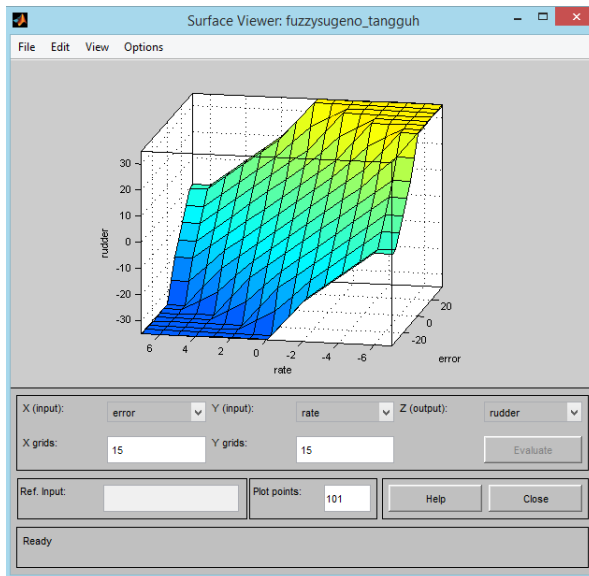 Surface Viewer: fuzzysugeno_tangguh
File Edit View Options
30
20
10
0
-10
-20
-30
rudder
6 4 2 0 -2 -4 -6
rate
20
0
-20
error
X (input): error Y (input): rate Z (output): rudder
X grids: 15 Y grids: 15 Evaluate
Ref. Input: Plot points: 101 Help Close
Ready